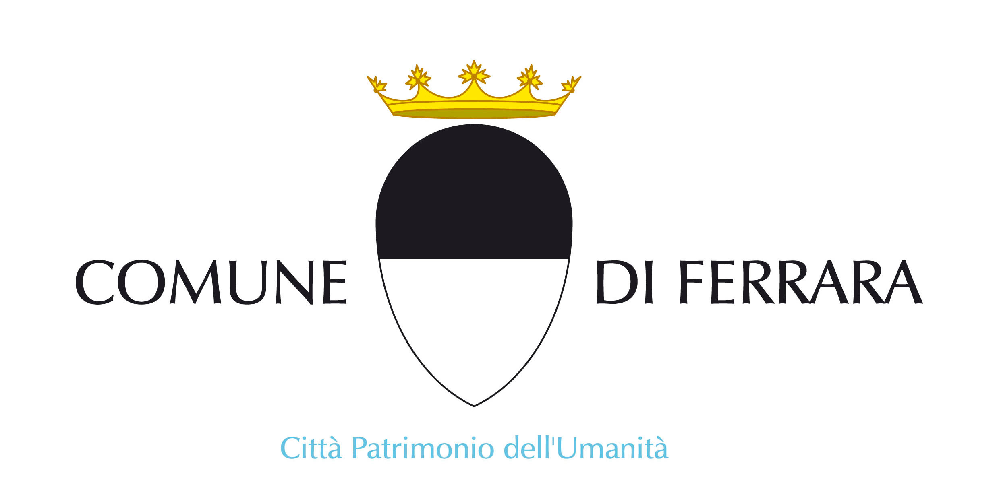 COMUNE DI FERRARA
Città Patrimonio dell'Umanità